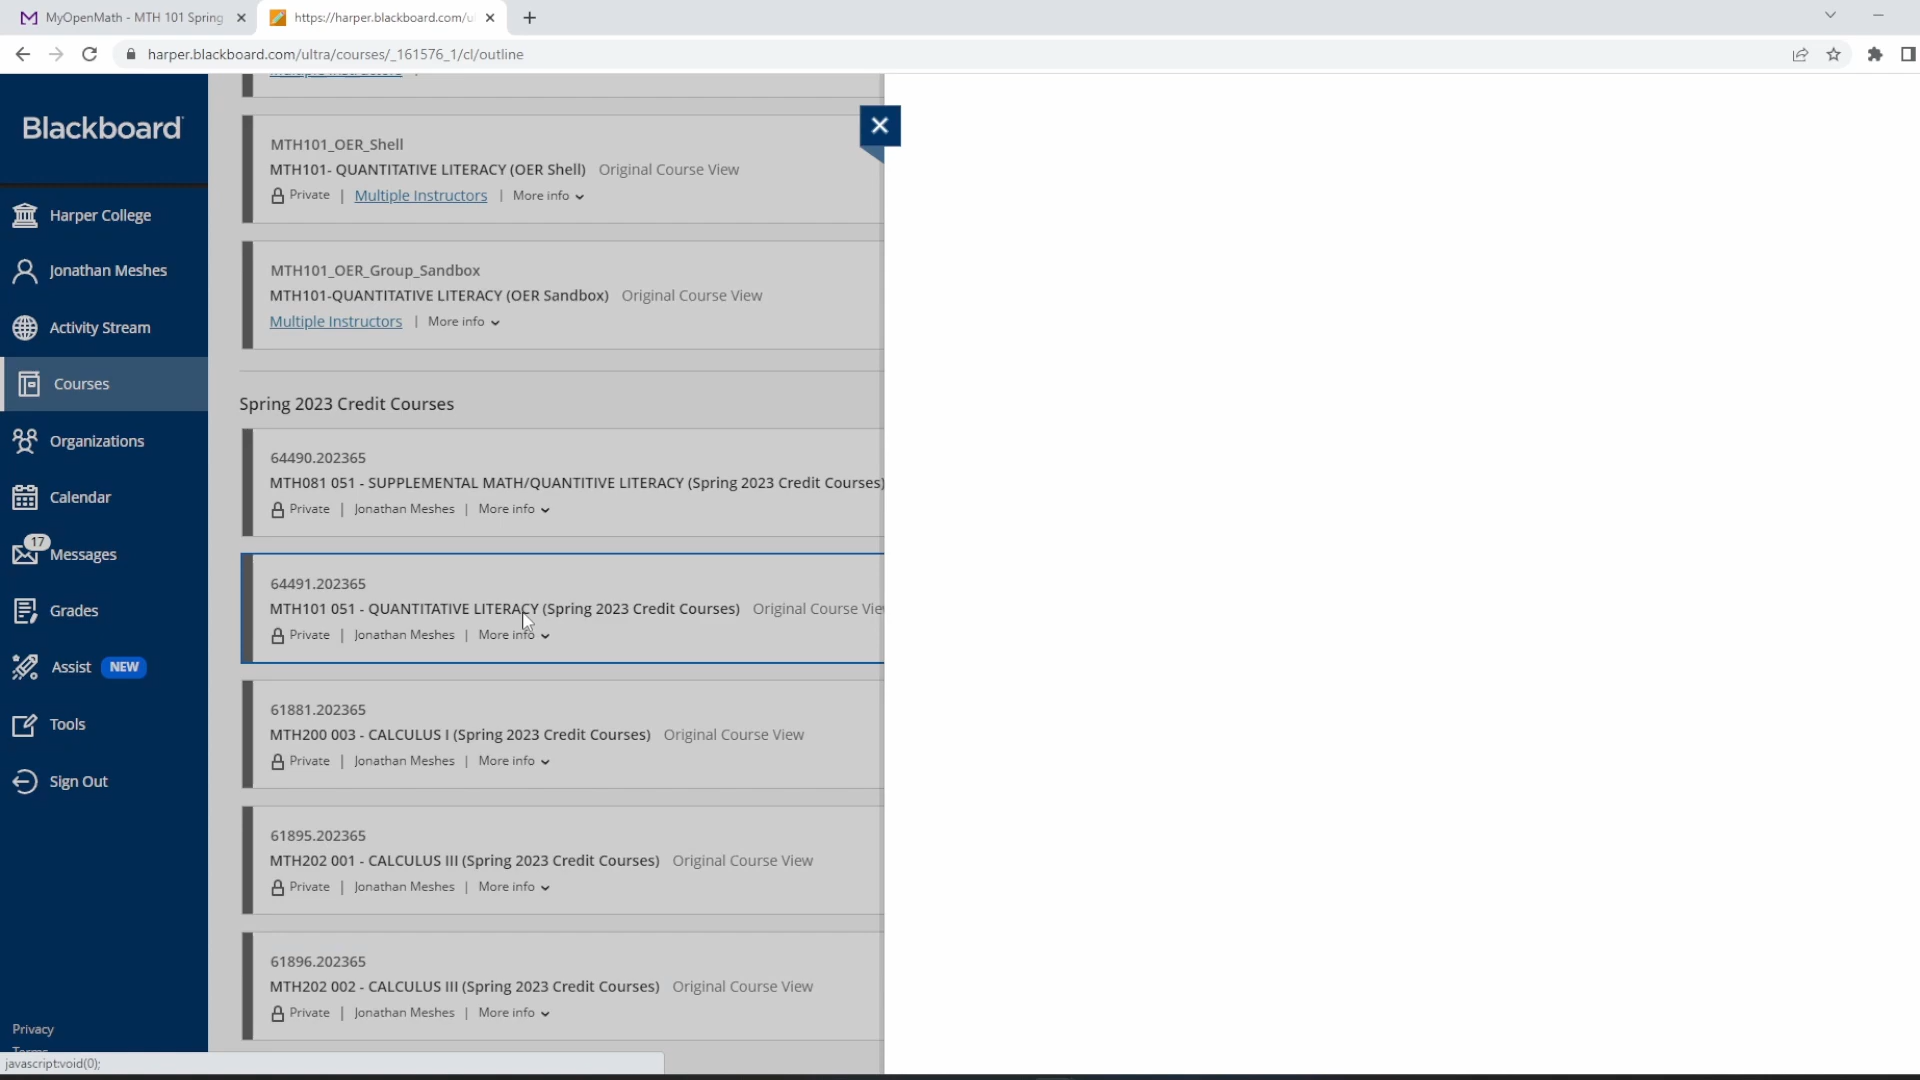 MyOpenMath - MTH 101 Spring
https://harper.blackboard.com/u
harper.blackboard.com/ultra/courses/_161576_1/cl/outline
Blackboard
Harper College
Jonathan Meshes
Activity Stream
Courses
Organizations
Calendar
17
Messages
Grades
Assist NEW
Tools
Sign Out
Privacy
Terms
javascript:void(0);
Multiple Instructors
MTH101_OER_Shell
MTH101- QUANTITATIVE LITERACY (OER Shell) Original Course View
Private | Multiple Instructors | More info
MTH101_OER_Group_Sandbox
MTH101-QUANTITATIVE LITERACY (OER Sandbox) Original Course View
Multiple Instructors | More info
Spring 2023 Credit Courses
64490.202365
MTH081 051 - SUPPLEMENTAL MATH/QUANTITIVE LITERACY (Spring 2023 Credit Courses)
Private | Jonathan Meshes | More info
64491.202365
MTH101 051 - QUANTITATIVE LITERACY (Spring 2023 Credit Courses) Original Course Vie
Private | Jonathan Meshes | More info
61881.202365
MTH200 003 - CALCULUS I (Spring 2023 Credit Courses) Original Course View
Private | Jonathan Meshes | More info
61895.202365
MTH202 001 - CALCULUS III (Spring 2023 Credit Courses) Original Course View
Private | Jonathan Meshes | More info
61896.202365
MTH202 002 - CALCULUS III (Spring 2023 Credit Courses) Original Course View
Private | Jonathan Meshes | More info